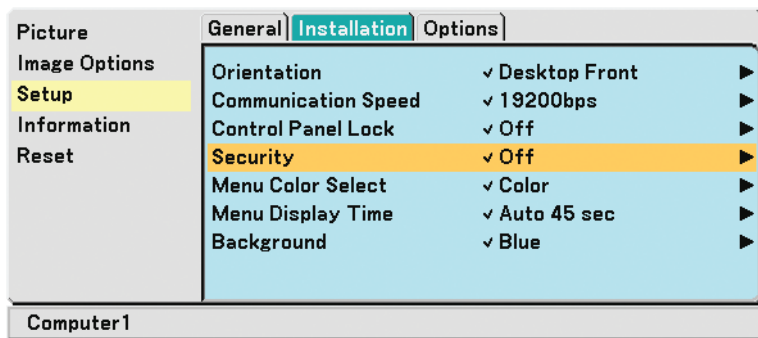 General Installation Options
Picture
Image Options
Setup
Information
Reset
Orientation ✓ Desktop Front ▶
Communication Speed ✓ 19200bps ▶
Control Panel Lock ✓ Off ▶
Security ✓ Off ▶
Menu Color Select ✓ Color ▶
Menu Display Time ✓ Auto 45 sec ▶
Background ✓ Blue ▶
Computer1